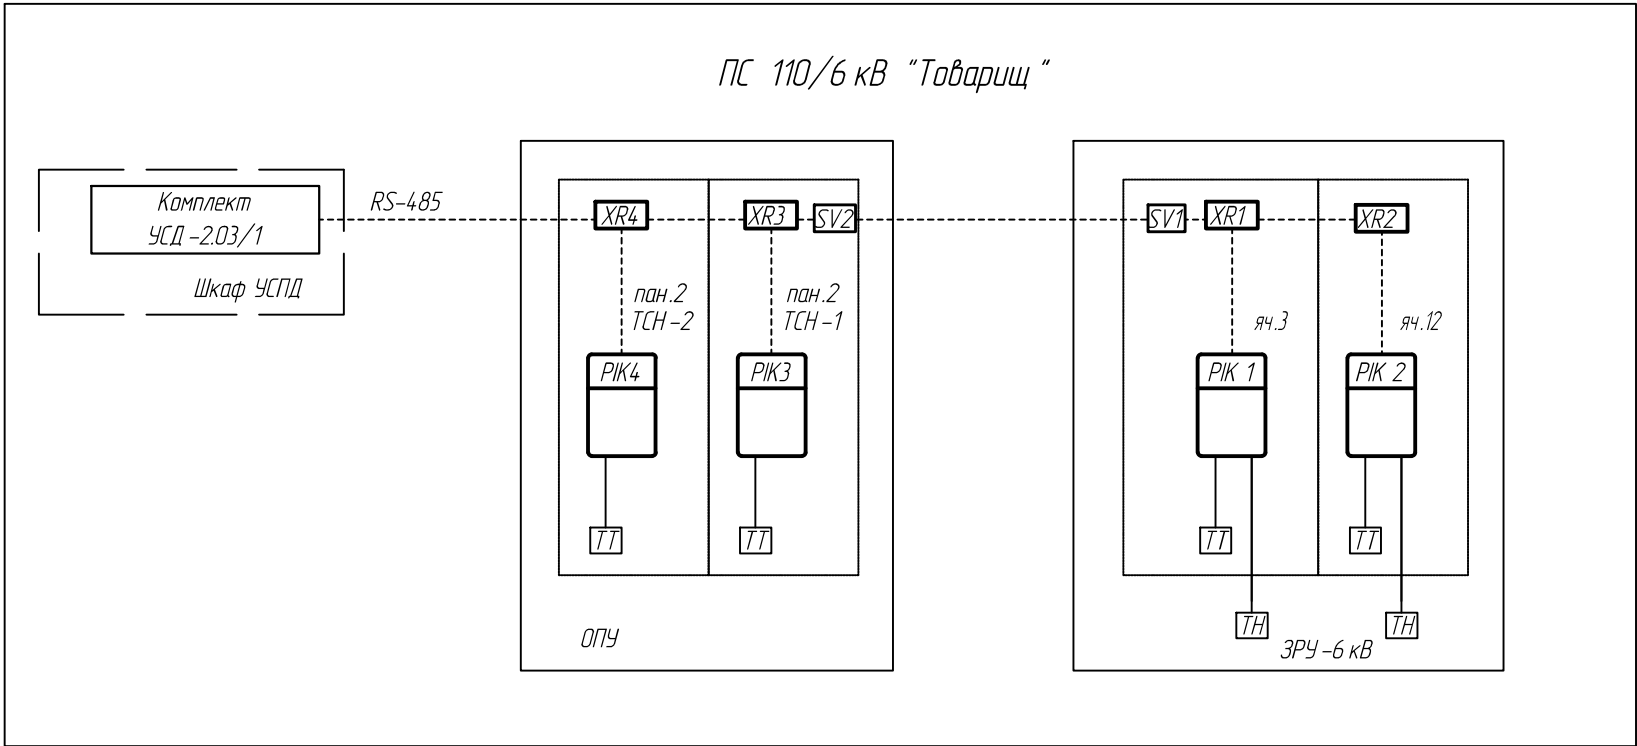 ПС 110/6 кВ "Товарищ "
Комплект
УСД -2.03/1
Шкаф УСПД
RS-485
XR4
XR3
SV2
SV1
XR1
XR2
пан.2
ТСН -2
пан.2
ТСН -1
яч.3
яч.12
PIK4
PIK3
PIK 1
PIK 2
ТТ
ТТ
ТТ
ТТ
ТН
ТН
ОПУ
ЗРУ -6 кВ